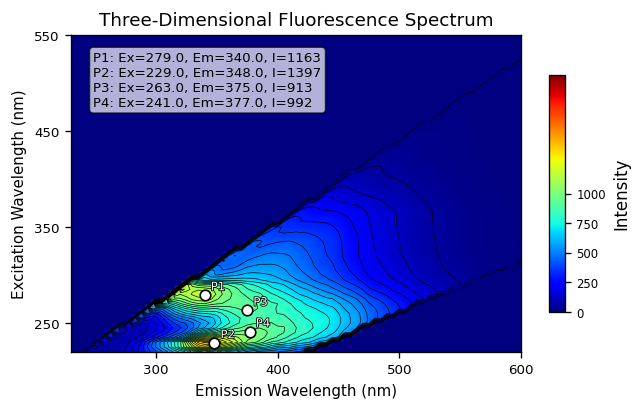 Three-Dimensional Fluorescence Spectrum
550
450
350
250
Excitation Wavelength (nm)
P1: Ex=279.0, Em=340.0, I=1163
P2: Ex=229.0, Em=348.0, I=1397
P3: Ex=263.0, Em=375.0, I=913
P4: Ex=241.0, Em=377.0, I=992
P1
P3
P4
P2
300
400
500
600
Emission Wavelength (nm)
1000
750
500
250
0
Intensity